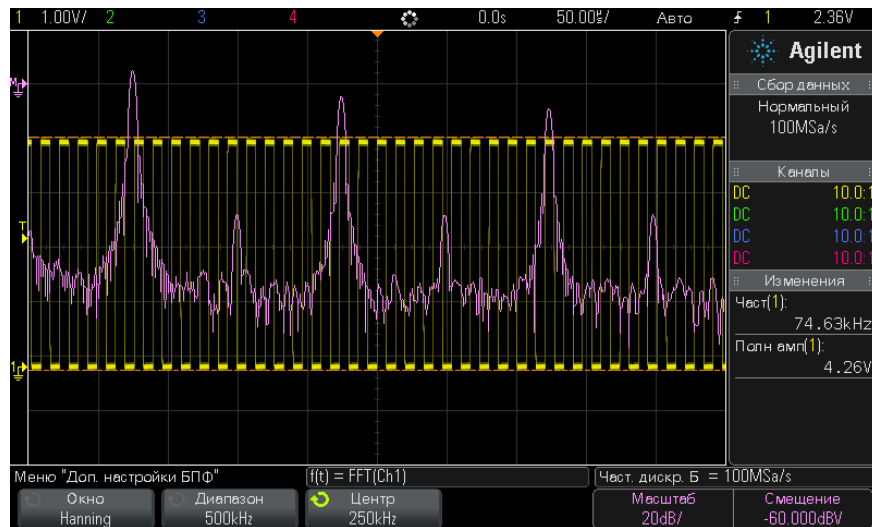 1 1.00V/ 2 3 4 0.0s 50.00㎲/ Авто 1 2.36V
Agilent
Сбор данных
Нормальный
100MSa/s
Каналы
DC 10.0:1
DC 10.0:1
DC 10.0:1
DC 10.0:1
Изменения
Част(1):
74.63kHz
Полн амп(1):
4.26V
M
T
1
Меню "Доп. настройки БПФ"
f(t) = FFT(Ch1)
Част. дискр. Б = 100MSa/s
Окно
Hanning
Диапазон
500kHz
Центр
250kHz
Масштаб
20dB/
Смещение
-60.000dBV